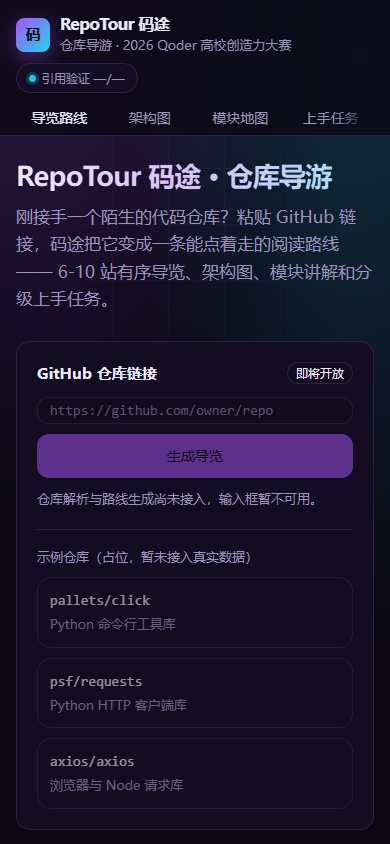 码
RepoTour 码途
仓库导游 · 2026 Qoder 高校创造力大赛
引用验证 —/—
导览路线 架构图 模块地图 上手任务
RepoTour 码途 · 仓库导游
刚接手一个陌生的代码仓库？粘贴 GitHub 链
接，码途把它变成一条能点着走的阅读路线
—— 6-10 站有序导览、架构图、模块讲解和分
级上手任务。
GitHub 仓库链接 即将开放
https://github.com/owner/repo
生成导览
仓库解析与路线生成尚未接入，输入框暂不可用。
示例仓库（占位，暂未接入真实数据）
pallets/click
Python 命令行工具库
psf/requests
Python HTTP 客户端库
axios/axios
浏览器与 Node 请求库